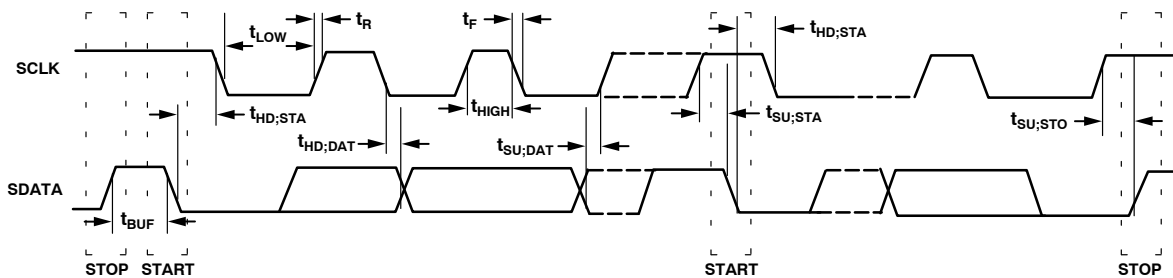 tR
tF
tLOW
tHD;STA
SCLK
tHD;STA
tHIGH
tSU;STA
tHD;DAT
tSU;DAT
tSU;STO
SDATA
tBUF
STOP
START
START
STOP